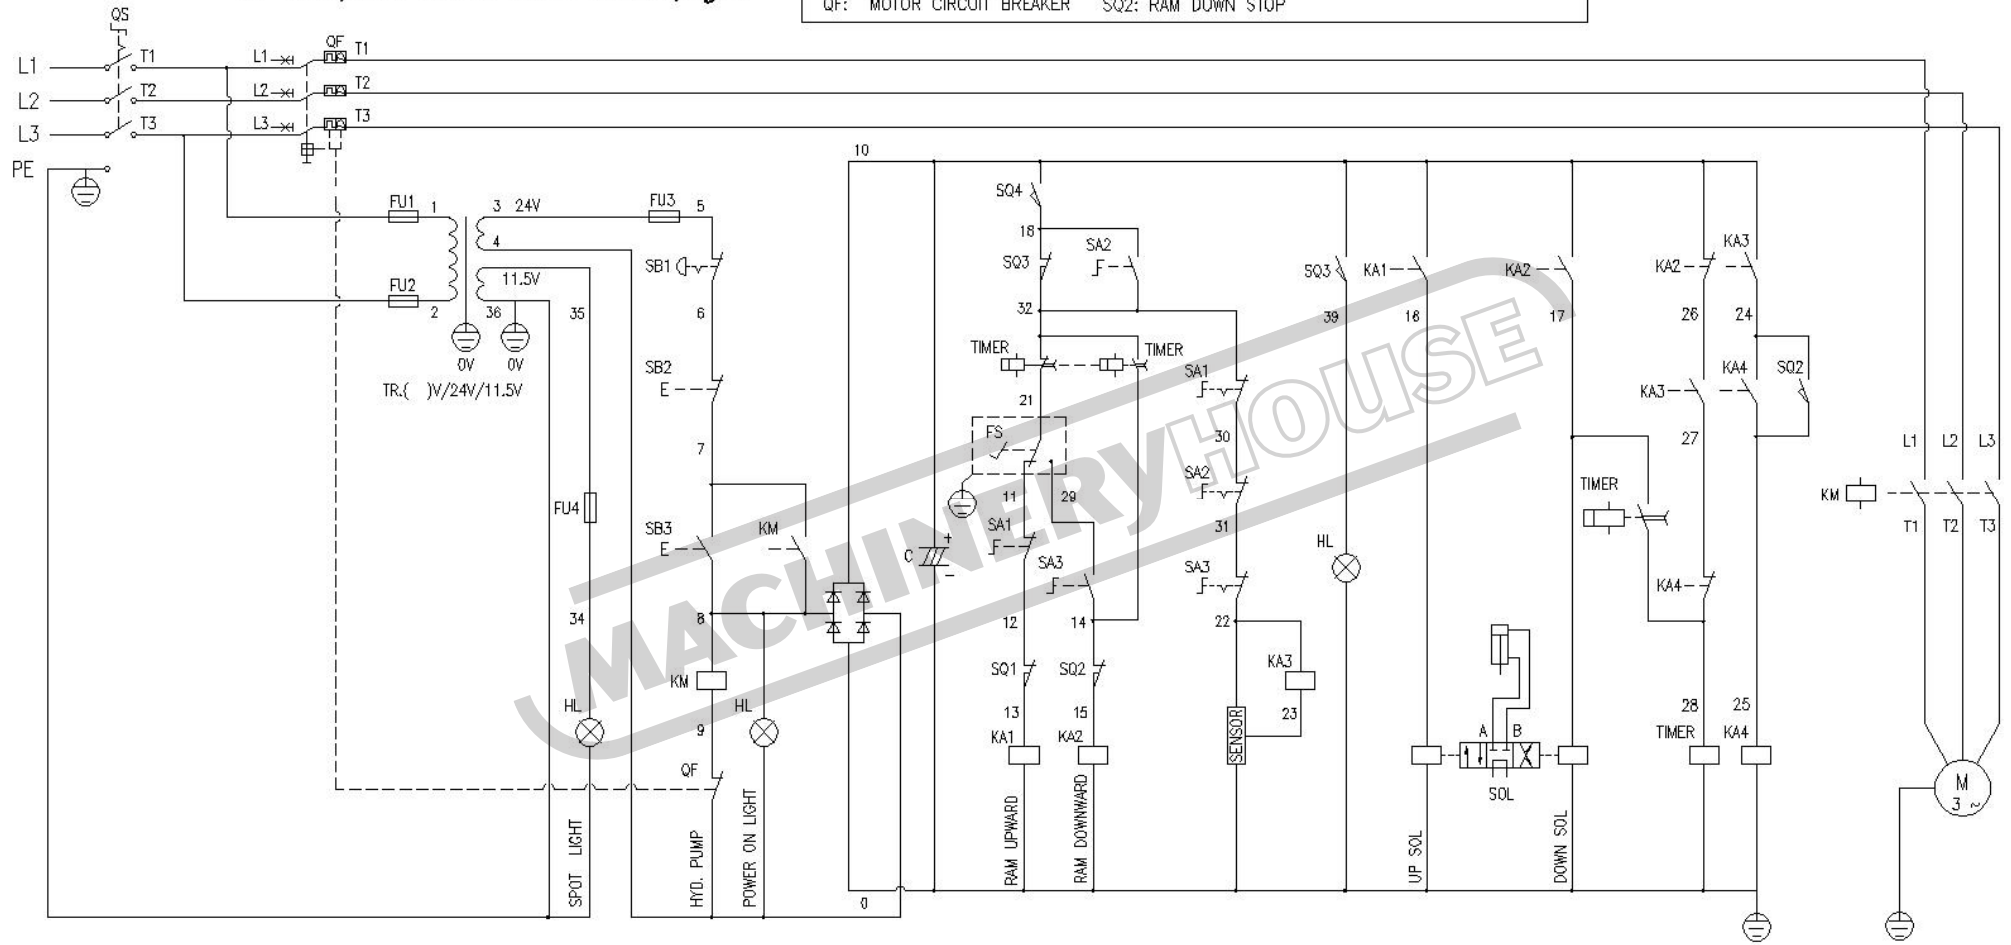 QF: MOTOR CIRCUIT BREAKER SQ2: RAM DOWN STOP
QS
L1 T1 L1 QF T1
L2 T2 L2 T2
L3 T3 L3 T3
PE
10
FU1 1 3 24V FU3 5
4
SQ4
18
SA2
SQ3
KA3
SB1
11.5V
SQ3 KA1 KA2 KA2
FU2
2 36 35 6 32 39 18 17 26 24
0V 0V
TR.( )V/24V/11.5V
TIMER TIMER
SB2
E
SA1
KA4 SQ2
KA3
21
FS
30
27
L1 L2 L3
7
SA2
TIMER
KM
11 29
FU4
SB3
E
KM
SA1
31
T1 T2 T3
HL
C
+
-
SA3
SA3
KA4
34 8 12 14 22
SQ1 SQ2
KA3
KM
HL HL
9
13 15 23
28 25
KA1 KA2
SENSOR
A B
TIMER KA4
QF
SOL
M
3 ~
SPOT LIGHT
HYD. PUMP
POWER ON LIGHT
RAM UPWARD
RAM DOWNWARD
UP SOL
DOWN SOL
0
MACHINERYHOUSE